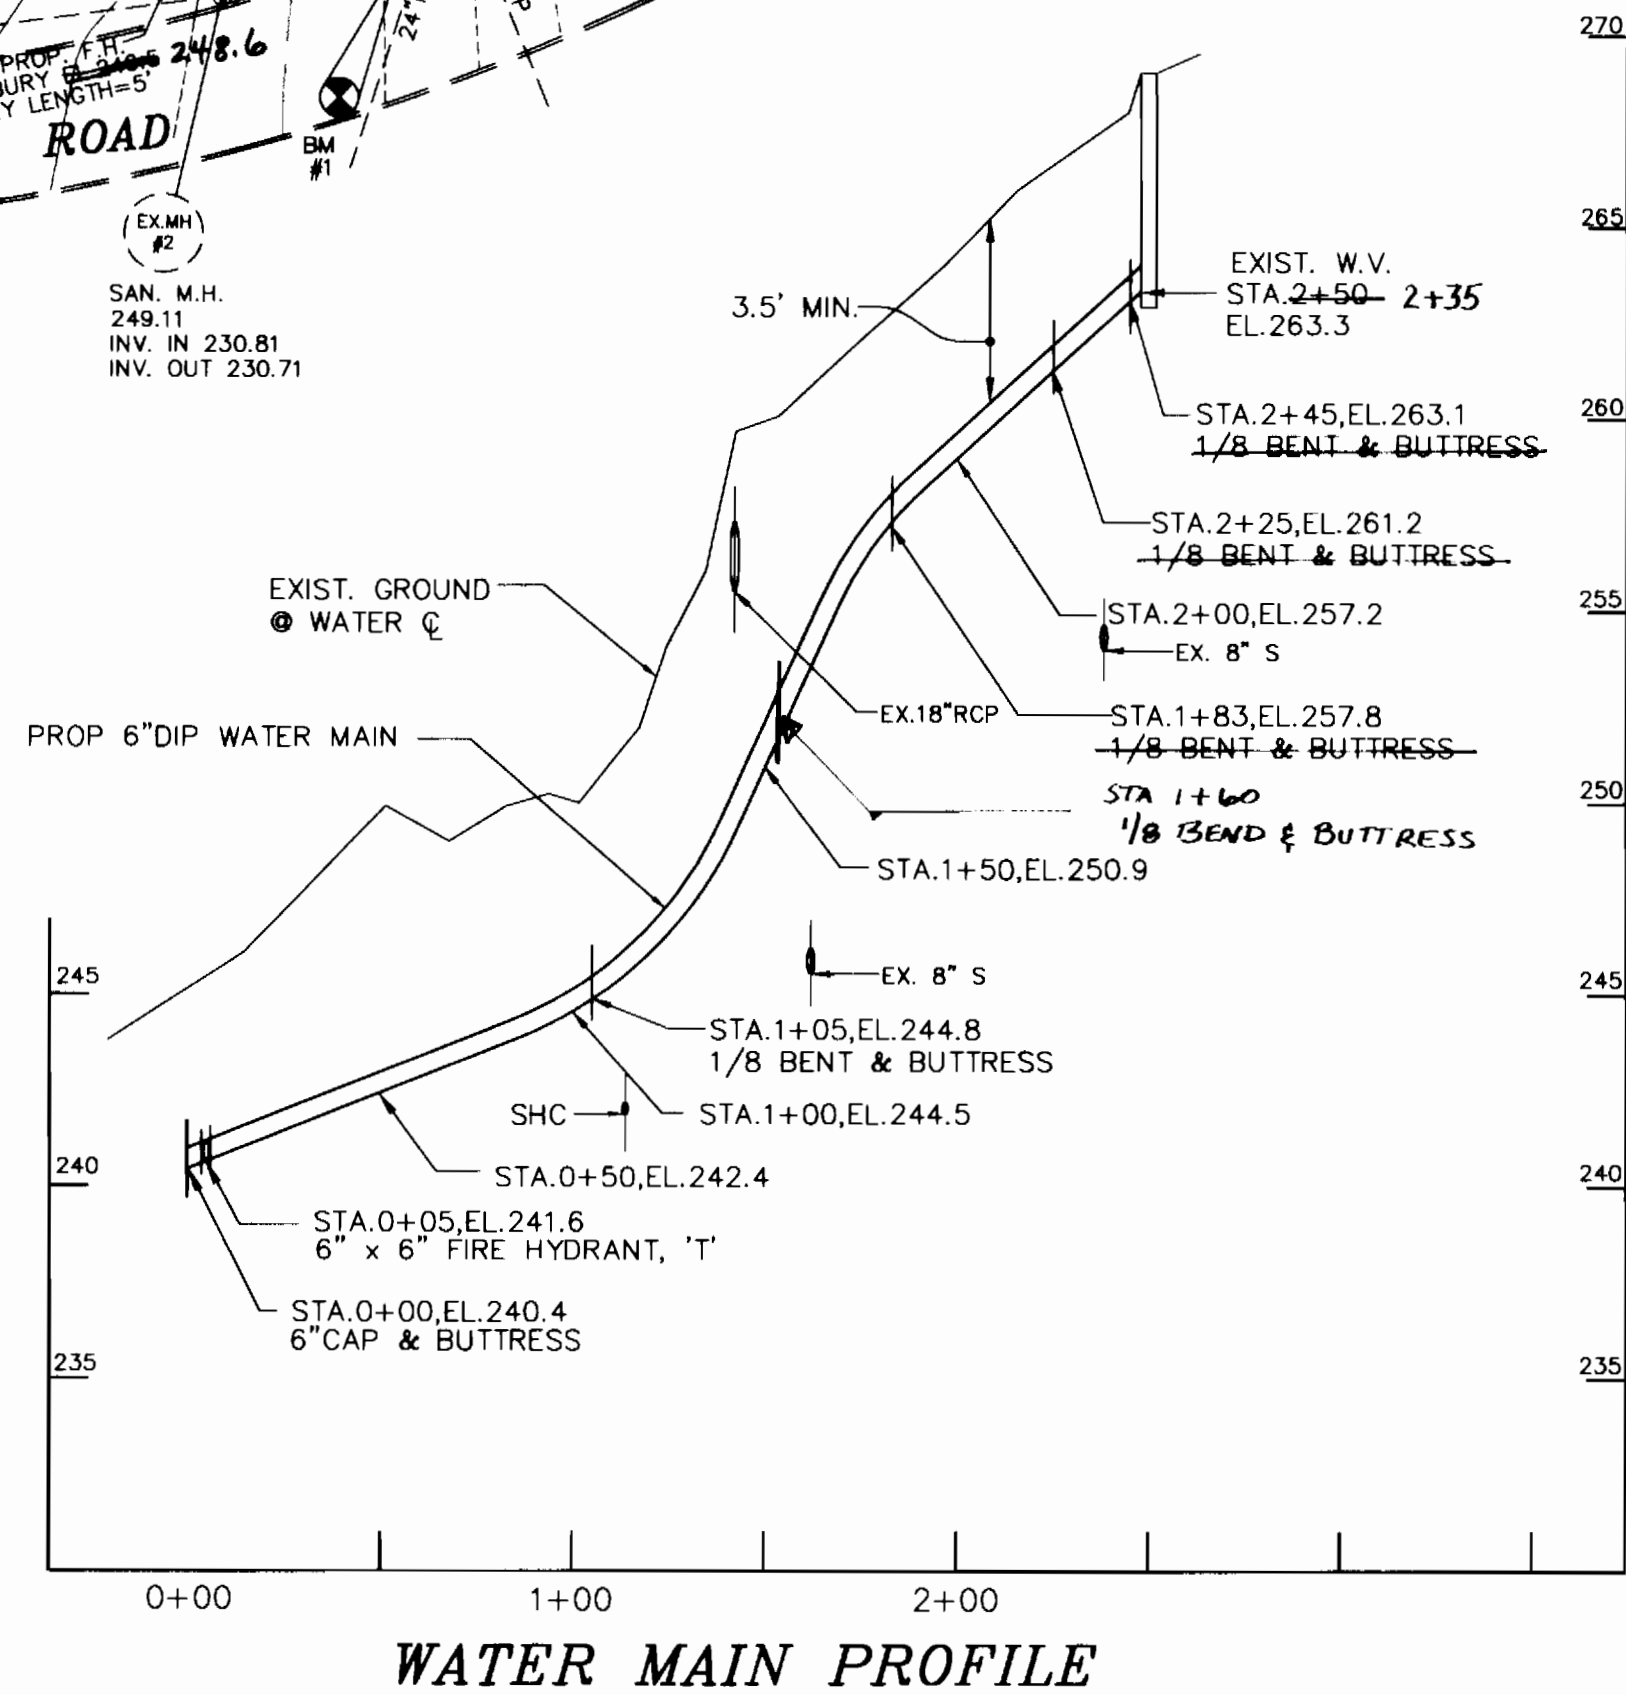 PROP. F.H.
BURY EL 248.5 248.6
Y LENGTH=5'
24"
P
ROAD
BM
#1
EX.MH
#2
SAN. M.H.
249.11
INV. IN 230.81
INV. OUT 230.71
270
265
260
255
250
245
240
235
3.5' MIN.
EXIST. W.V.
STA.2+50 2+35
EL.263.3
STA.2+45,EL.263.1
1/8 BENT & BUTTRESS
STA.2+25,EL.261.2
1/8 BENT & BUTTRESS
EXIST. GROUND
@ WATER ℄
STA.2+00,EL.257.2
EX. 8" S
EX.18"RCP
STA.1+83,EL.257.8
1/8 BENT & BUTTRESS
PROP 6"DIP WATER MAIN
STA 1+60
1/8 BEND & BUTTRESS
STA.1+50,EL.250.9
EX. 8" S
STA.1+05,EL.244.8
1/8 BENT & BUTTRESS
SHC
STA.1+00,EL.244.5
STA.0+50,EL.242.4
STA.0+05,EL.241.6
6" x 6" FIRE HYDRANT, 'T'
STA.0+00,EL.240.4
6"CAP & BUTTRESS
245
240
235
0+00 1+00 2+00
WATER MAIN PROFILE